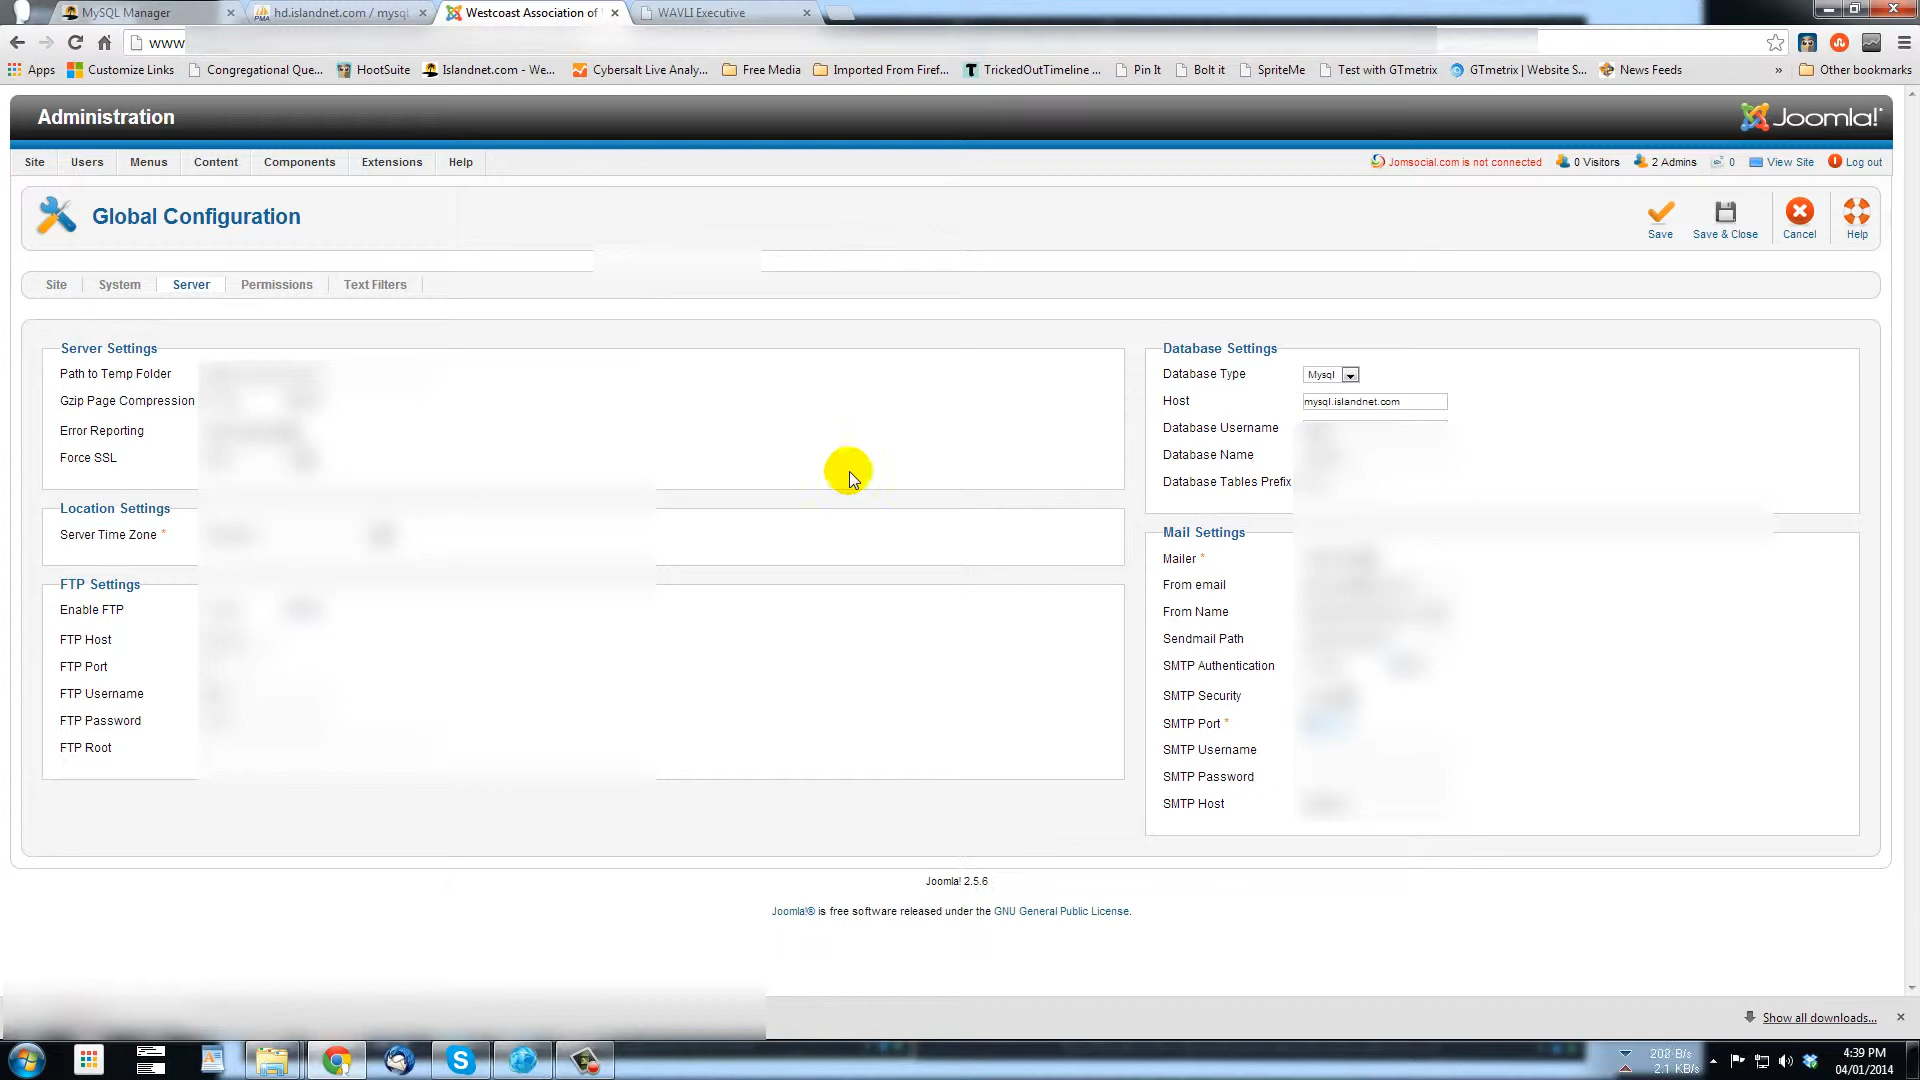 MySQL Manager
hd.islandnet.com / mysql
Westcoast Association of
WAVLI Executive
www
Apps
Customize Links
Congregational Que...
HootSuite
Islandnet.com - We...
Cybersalt Live Analy...
Free Media
Imported From Firef...
TrickedOutTimeline ...
Pin It
Bolt it
SpriteMe
Test with GTmetrix
GTmetrix | Website S...
News Feeds
»
Other bookmarks
Administration
Joomla!
Site
Users
Menus
Content
Components
Extensions
Help
Jomsocial.com is not connected
0 Visitors
2 Admins
0
View Site
Log out
Global Configuration
Save
Save & Close
Cancel
Help
Site
System
Server
Permissions
Text Filters
Server Settings
Path to Temp Folder
Gzip Page Compression
Error Reporting
Force SSL
Location Settings
Server Time Zone *
FTP Settings
Enable FTP
FTP Host
FTP Port
FTP Username
FTP Password
FTP Root
Database Settings
Database Type
Mysql
Host
mysql.islandnet.com
Database Username
Database Name
Database Tables Prefix
Mail Settings
Mailer *
From email
From Name
Sendmail Path
SMTP Authentication
SMTP Security
SMTP Port *
SMTP Username
SMTP Password
SMTP Host
Joomla! 2.5.6
Joomla!® is free software released under the GNU General Public License.
Show all downloads...
202 B/s
2.1 KB/s
4:39 PM
04/01/2014